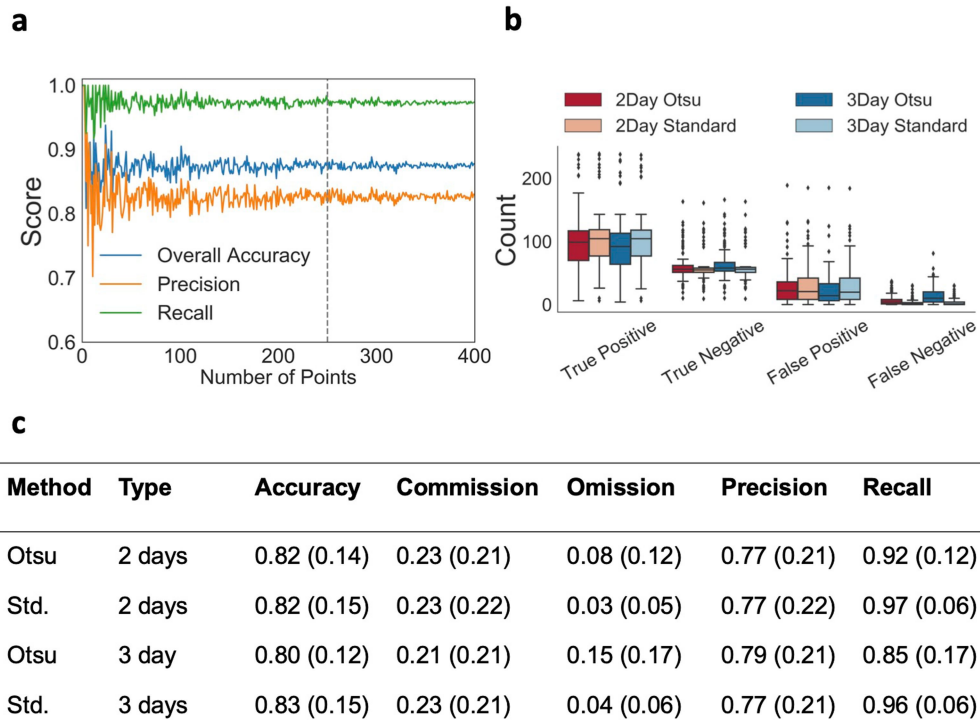 a
1.0
0.9
0.8
0.7
0.6
Score
Overall Accuracy
Precision
Recall
0 100 200 300 400
Number of Points
b
2Day Otsu 3Day Otsu
2Day Standard 3Day Standard
200
100
0
Count
True Positive True Negative False Positive False Negative
c
Method Type Accuracy Commission Omission Precision Recall
Otsu 2 days 0.82 (0.14) 0.23 (0.21) 0.08 (0.12) 0.77 (0.21) 0.92 (0.12)
Std. 2 days 0.82 (0.15) 0.23 (0.22) 0.03 (0.05) 0.77 (0.22) 0.97 (0.06)
Otsu 3 day 0.80 (0.12) 0.21 (0.21) 0.15 (0.17) 0.79 (0.21) 0.85 (0.17)
Std. 3 days 0.83 (0.15) 0.23 (0.21) 0.04 (0.06) 0.77 (0.21) 0.96 (0.06)